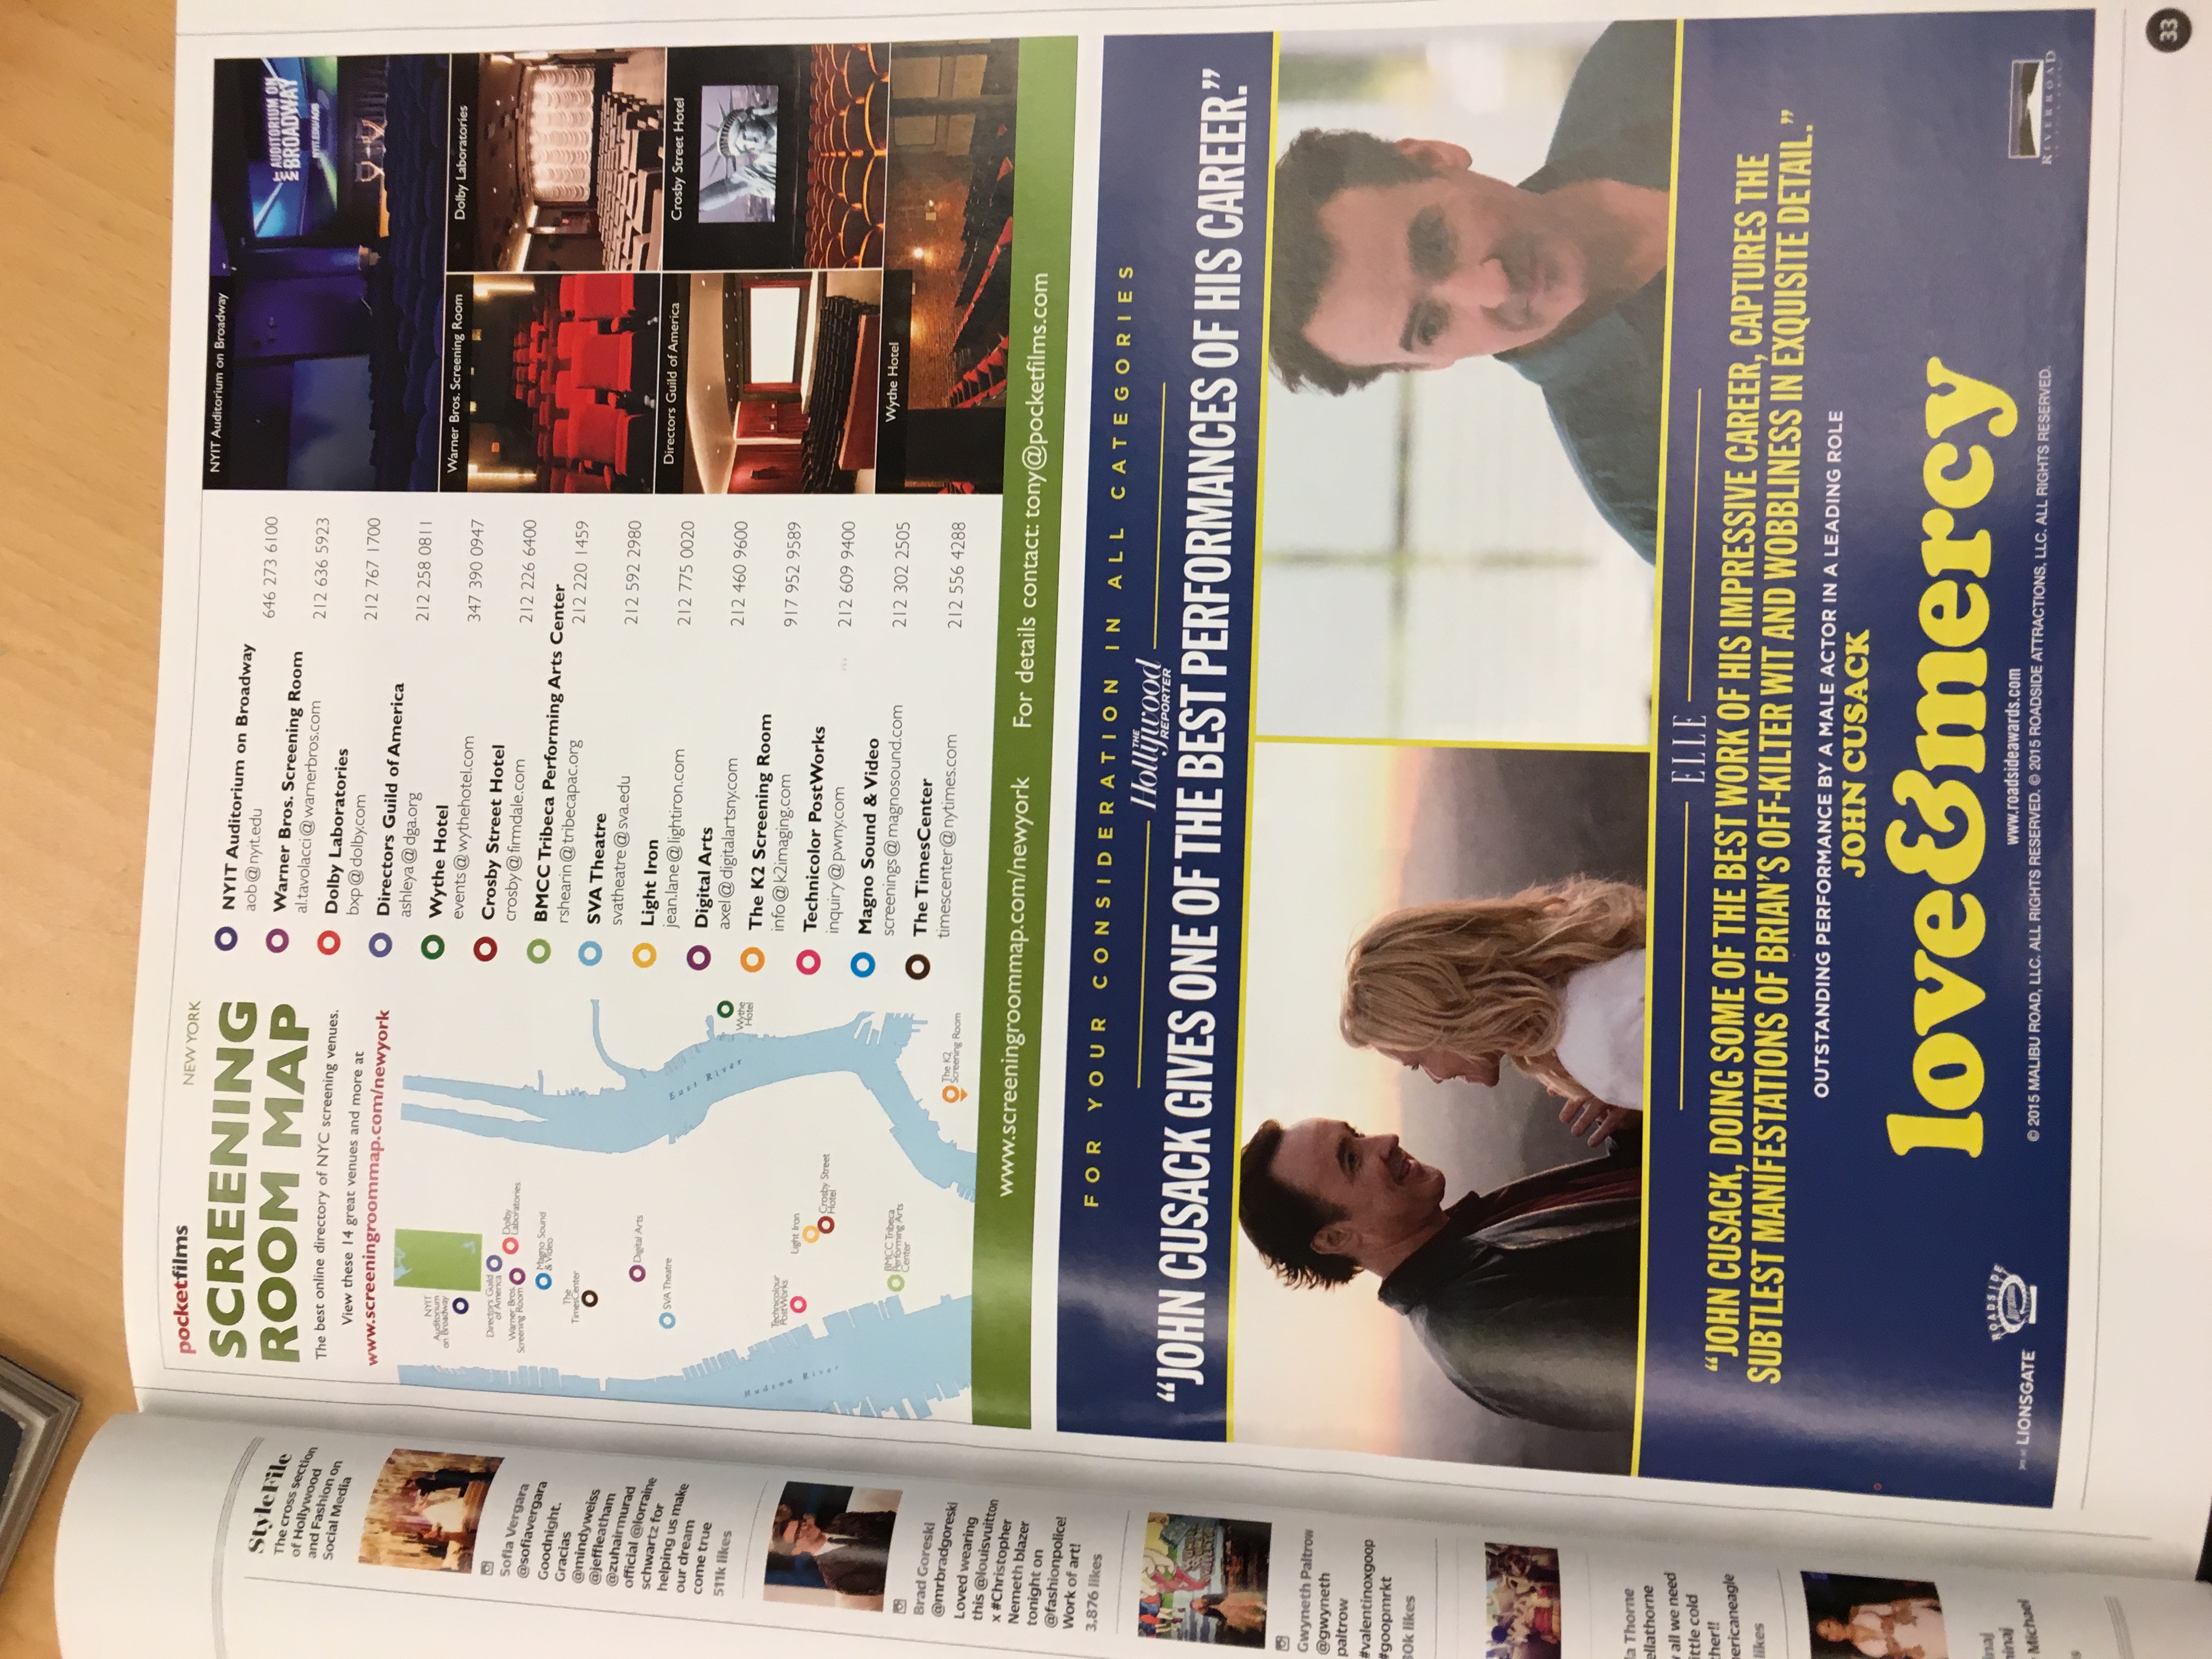 StyleFile
The cross section
of Hollywood
and Fashion on
Social Media
Sofia Vergara
@sofiavergara
Goodnight.
Gracias
@mindyweiss
@jeffleatham
@zuhairmurad
official @lorraine
schwartz for
helping us make
our dream
come true
511k likes
Brad Goreski
@mrbradgoreski
Loved wearing
this @louisvuitton
x #Christopher
Nemeth blazer
tonight on
@fashionpolice!
Work of art!
3,876 likes
Gwyneth Paltrow
@gwyneth
paltrow
#valentinoxgoop
#goopmrkt
0k likes
la Thorne
ellathorne
all we need
ittle cold
her!!
ericaneagle
likes
inaj
ninaj
Michael
pocketfilms
NEW YORK
SCREENING
ROOM MAP
The best online directory of NYC screening venues.
View these 14 great venues and more at
www.screeningroommap.com/newyork
NYIT
Auditorium
on Broadway
Directors Guild
of America
Warner Bros.
Screening Room
Dolby
Laboratories
Magno Sound
& Video
The
TimesCenter
Digital Arts
SVA Theatre
Technicolour
PostWorks
Light Iron
Crosby Street
Hotel
BMCC Tribeca
Performing Arts
Center
Wythe
Hotel
The K2
Screening Room
Hudson River
East River
NYIT Auditorium on Broadway
aob@nyit.edu 646 273 6100
Warner Bros. Screening Room
al.tavolacci@warnerbros.com 212 636 5923
Dolby Laboratories
bxp@dolby.com 212 767 1700
Directors Guild of America
ashleya@dga.org 212 258 0811
Wythe Hotel
events@wythehotel.com 347 390 0947
Crosby Street Hotel
crosby@firmdale.com 212 226 6400
BMCC Tribeca Performing Arts Center
rshearin@tribecapac.org 212 220 1459
SVA Theatre
svatheatre@sva.edu 212 592 2980
Light Iron
jean.lane@lightiron.com 212 775 0020
Digital Arts
axel@digitalartsny.com 212 460 9600
The K2 Screening Room
info@k2imaging.com 917 952 9589
Technicolor PostWorks
inquiry@pwny.com 212 609 9400
Magno Sound & Video
screenings@magnosound.com 212 302 2505
The TimesCenter
timescenter@nytimes.com 212 556 4288
NYIT Auditorium on Broadway
AUDITORIUM ON
BROADWAY
NYIT.EDU/AOB
Warner Bros. Screening Room
Dolby Laboratories
Directors Guild of America
Crosby Street Hotel
Wythe Hotel
www.screeningroommap.com/newyork For details contact: tony@pocketfilms.com
FOR YOUR CONSIDERATION IN ALL CATEGORIES
THE
Hollywood
REPORTER
“JOHN CUSACK GIVES ONE OF THE BEST PERFORMANCES OF HIS CAREER.”
ELLE
“JOHN CUSACK, DOING SOME OF THE BEST WORK OF HIS IMPRESSIVE CAREER, CAPTURES THE
SUBTLEST MANIFESTATIONS OF BRIAN’S OFF-KILTER WIT AND WOBBLINESS IN EXQUISITE DETAIL.”
OUTSTANDING PERFORMANCE BY A MALE ACTOR IN A LEADING ROLE
JOHN CUSACK
love&mercy
LIONSGATE
ROADSIDE
www.roadsideawards.com
© 2015 MALIBU ROAD, LLC. ALL RIGHTS RESERVED. © 2015 ROADSIDE ATTRACTIONS, LLC. ALL RIGHTS RESERVED.
RIVERROAD
33